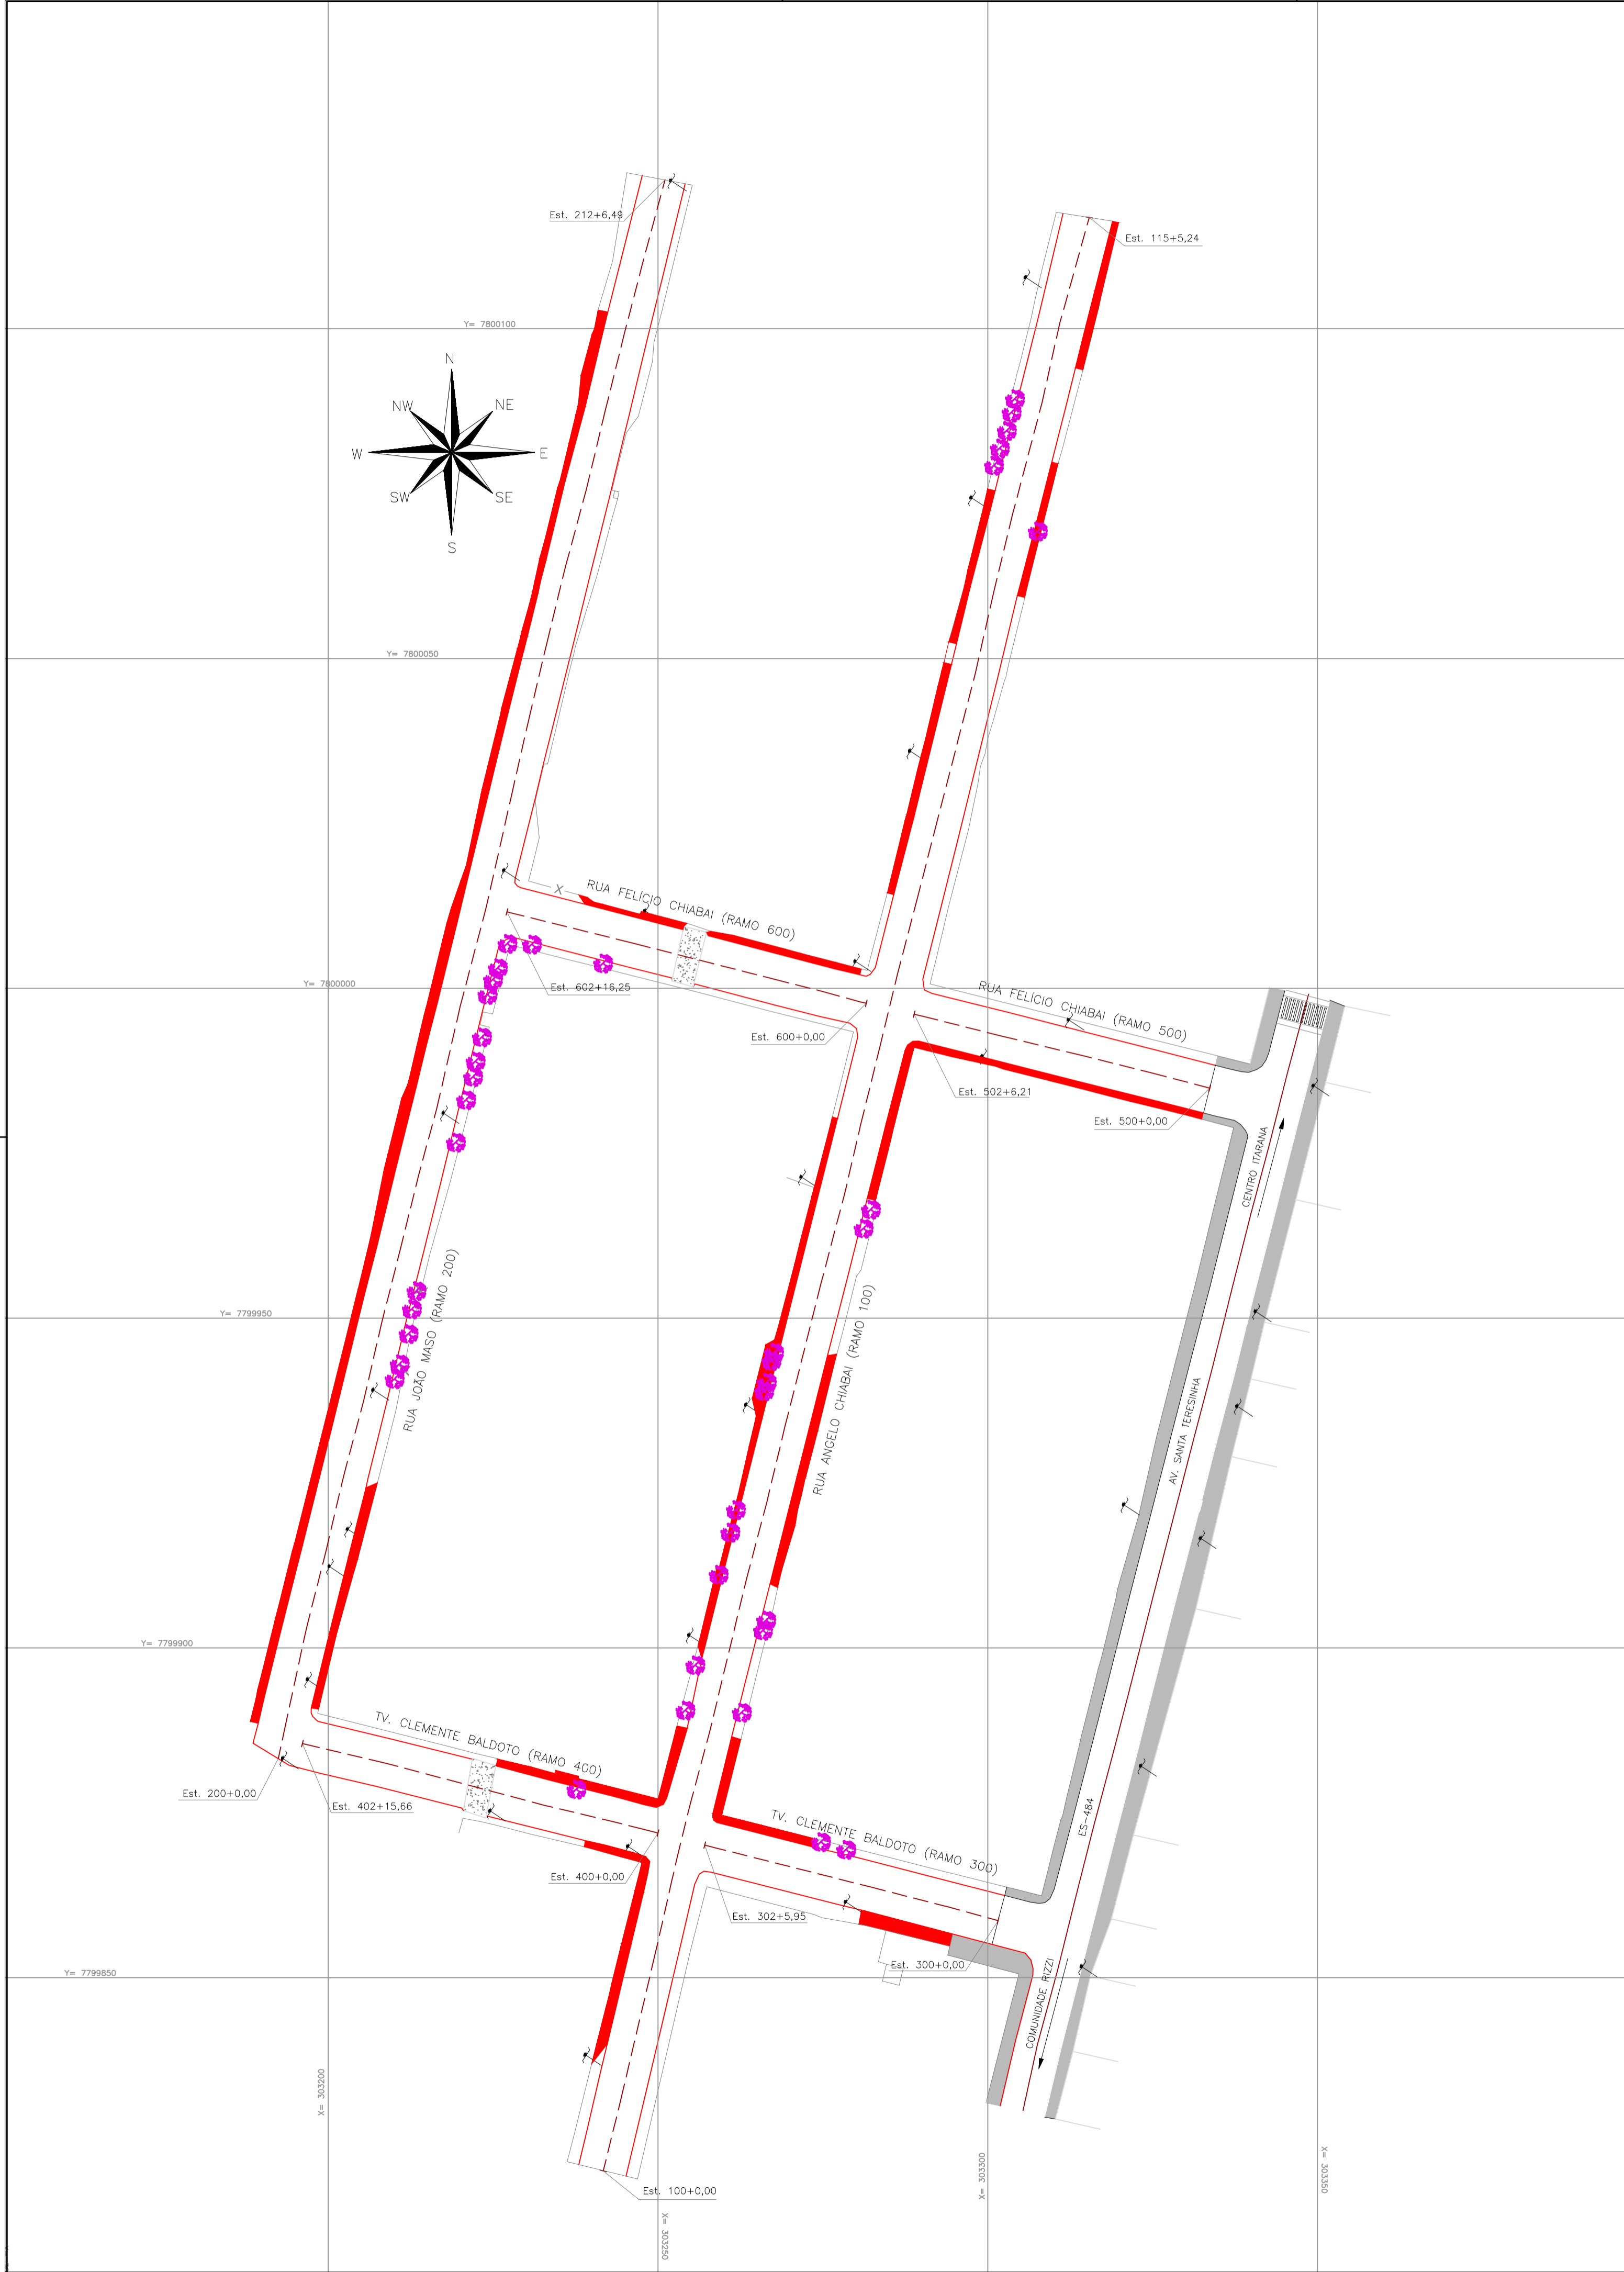 Est. 212+6,49
Est. 115+5,24
Y= 7800100
N
NW
NE
W
E
SW
SE
S
Y= 7800050
X
RUA FELÍCIO CHIABAI (RAMO 600)
Y= 7800000
Est. 602+16,25
RUA FELÍCIO CHIABAI (RAMO 500)
Est. 600+0,00
Est. 502+6,21
Est. 500+0,00
CENTRO ITARANA
RUA JOÃO MASO (RAMO 200)
Y= 7799950
RUA ANGELO CHIABAI (RAMO 100)
AV. SANTA TERESINHA
Y= 7799900
TV. CLEMENTE BALDOTO (RAMO 400)
Est. 200+0,00
Est. 402+15,66
ES-484
TV. CLEMENTE BALDOTO (RAMO 300)
Est. 400+0,00
Est. 302+5,95
Est. 300+0,00
Y= 7799850
COMUNIDADE RIZZI
X= 303200
Est. 100+0,00
X= 303250
X= 303300
X= 303350